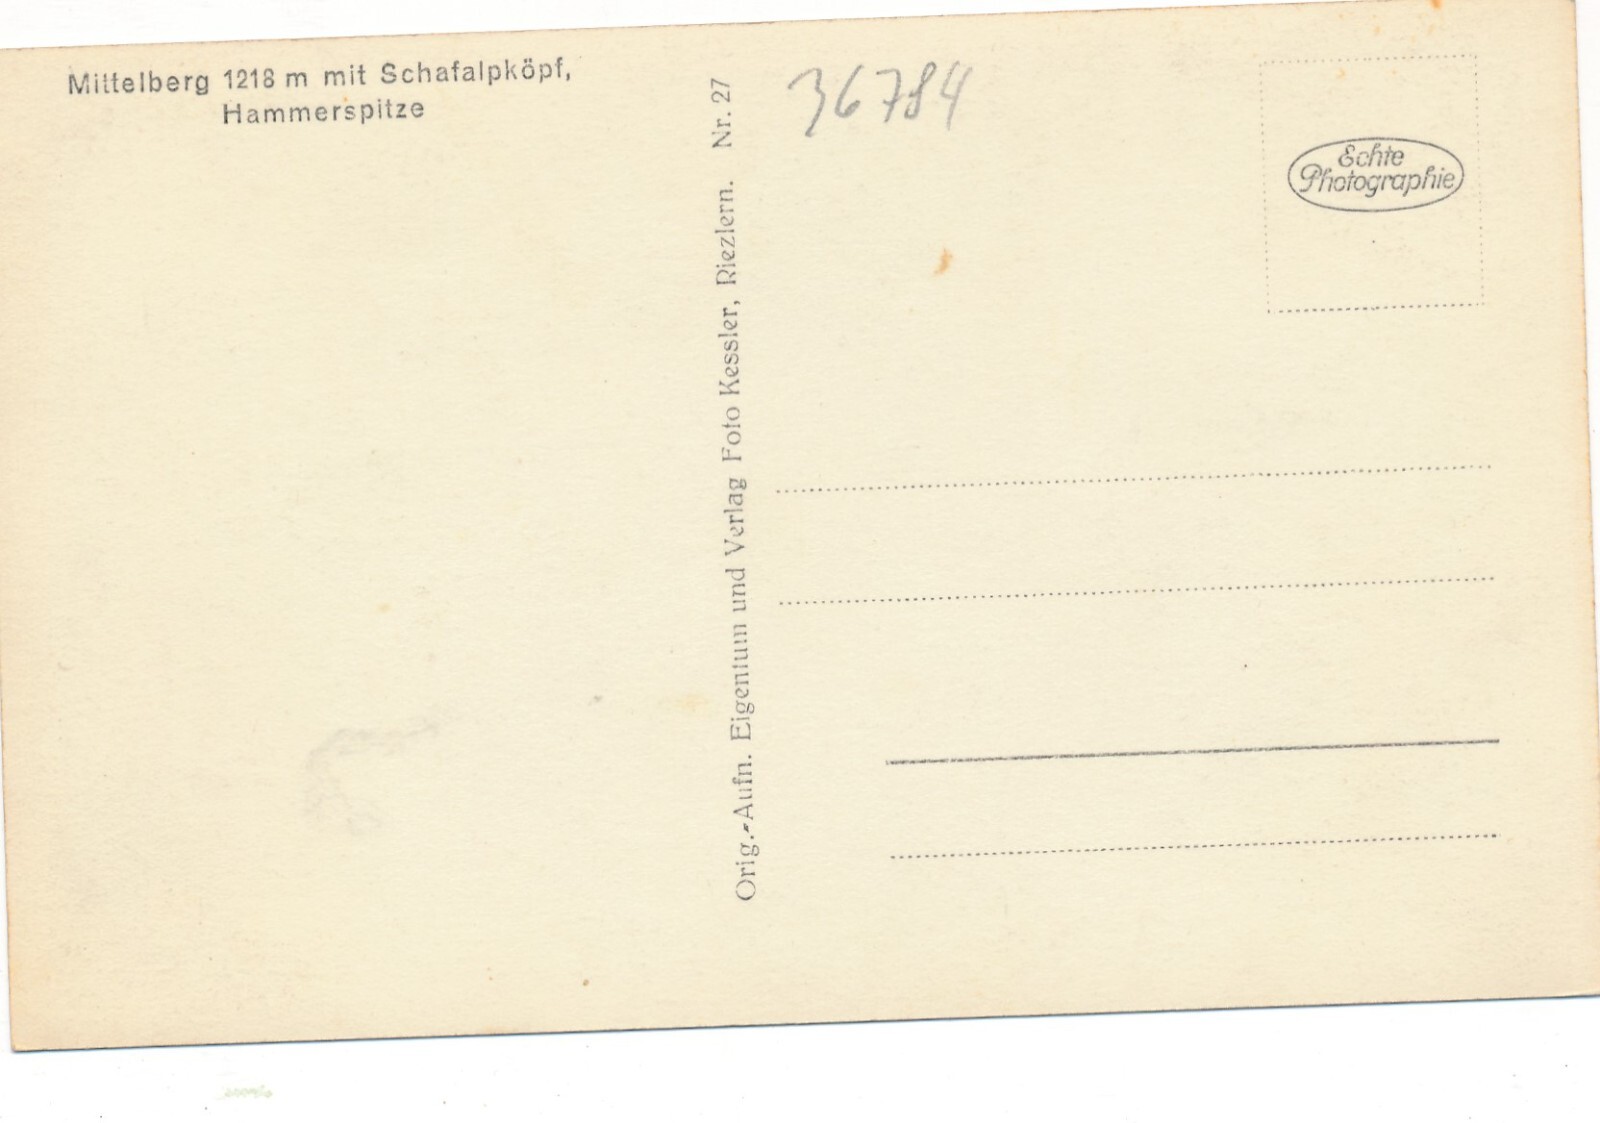 Mittelberg 1218 m mit Schafalpköpf,
Hammerspitze
Orig.-Aufn. Eigentum und Verlag Foto Kessler, Riezlern. Nr. 27
36784
Echte
Photographie